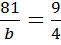 81/b = 9/4